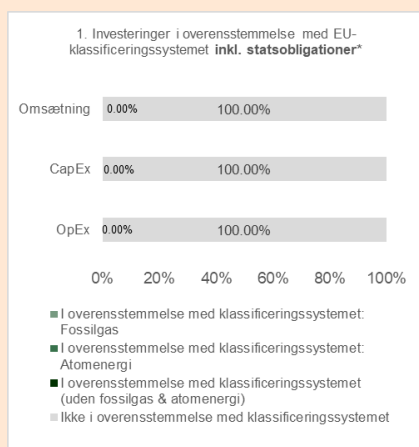 1. Investeringer i overensstemmelse med EU-
klassificeringssystemet inkl. statsobligationer*
Omsætning 0.00% 100.00%
CapEx 0.00% 100.00%
OpEx 0.00% 100.00%
0% 20% 40% 60% 80% 100%
I overensstemmelse med klassificeringssystemet:
Fossilgas
I overensstemmelse med klassificeringssystemet:
Atomenergi
I overensstemmelse med klassificeringssystemet
(uden fossilgas & atomenergi)
Ikke i overensstemmelse med klassificeringssystemet